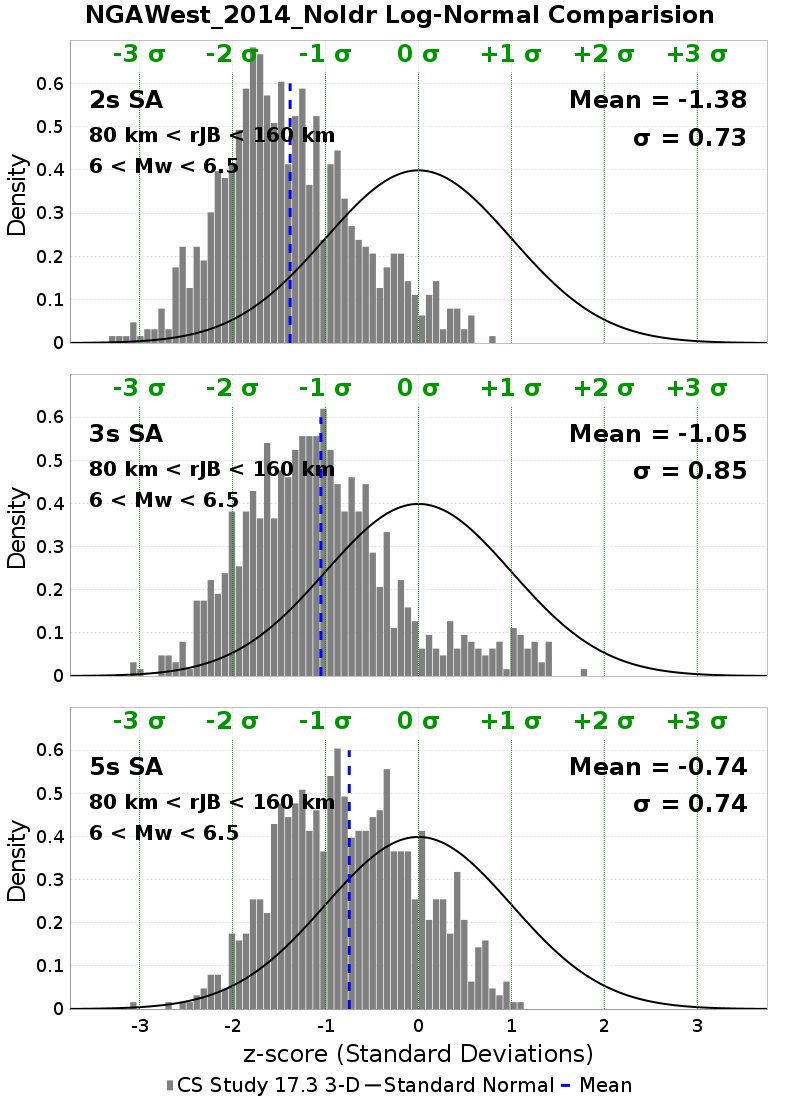 NGAWest_2014_NoIdr Log-Normal Comparision
-3 σ -2 σ -1 σ 0 σ +1 σ +2 σ +3 σ
2s SA Mean = -1.38
80 km < rJB < 160 km σ = 0.73
6 < Mw < 6.5
0.6
0.5
0.4
0.3
0.2
0.1
0
Density
-3 σ -2 σ -1 σ 0 σ +1 σ +2 σ +3 σ
3s SA Mean = -1.05
80 km < rJB < 160 km σ = 0.85
6 < Mw < 6.5
0.6
0.5
0.4
0.3
0.2
0.1
0
Density
-3 σ -2 σ -1 σ 0 σ +1 σ +2 σ +3 σ
5s SA Mean = -0.74
80 km < rJB < 160 km σ = 0.74
6 < Mw < 6.5
0.6
0.5
0.4
0.3
0.2
0.1
0
Density
-3 -2 -1 0 1 2 3
z-score (Standard Deviations)
CS Study 17.3 3-D Standard Normal Mean